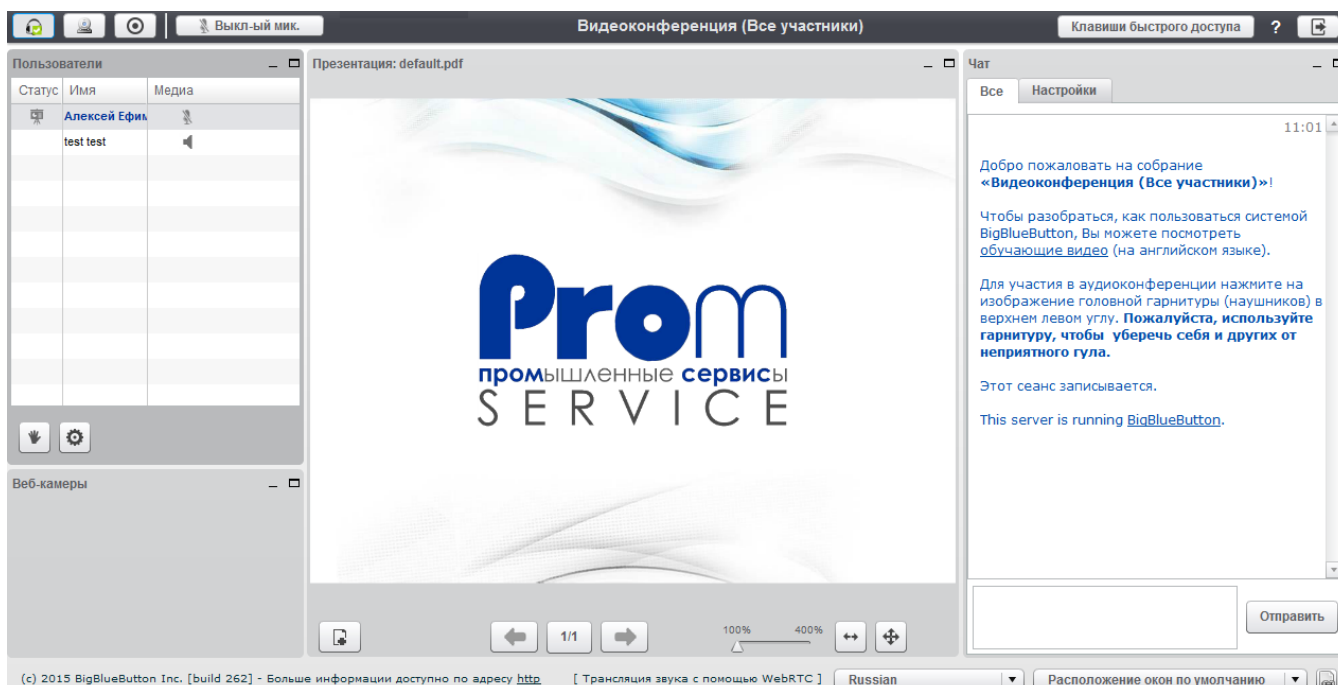 Выкл-ый мик.
Видеоконференция (Все участники)
Клавиши быстрого доступа
?
Пользователи
Статус Имя Медиа
Алексей Ефим
test test
Веб-камеры
Презентация: default.pdf
Prom
промышленные сервисы
SERVICE
1/1
100% 400%
Чат
Все Настройки
11:01
Добро пожаловать на собрание
«Видеоконференция (Все участники)»!
Чтобы разобраться, как пользоваться системой
BigBlueButton, Вы можете посмотреть
обучающие видео (на английском языке).
Для участия в аудиоконференции нажмите на
изображение головной гарнитуры (наушников) в
верхнем левом углу. Пожалуйста, используйте
гарнитуру, чтобы уберечь себя и других от
неприятного гула.
Этот сеанс записывается.
This server is running BigBlueButton.
Отправить
(c) 2015 BigBlueButton Inc. [build 262] - Больше информации доступно по адресу http
[ Трансляция звука с помощью WebRTC ]
Russian
Расположение окон по умолчанию